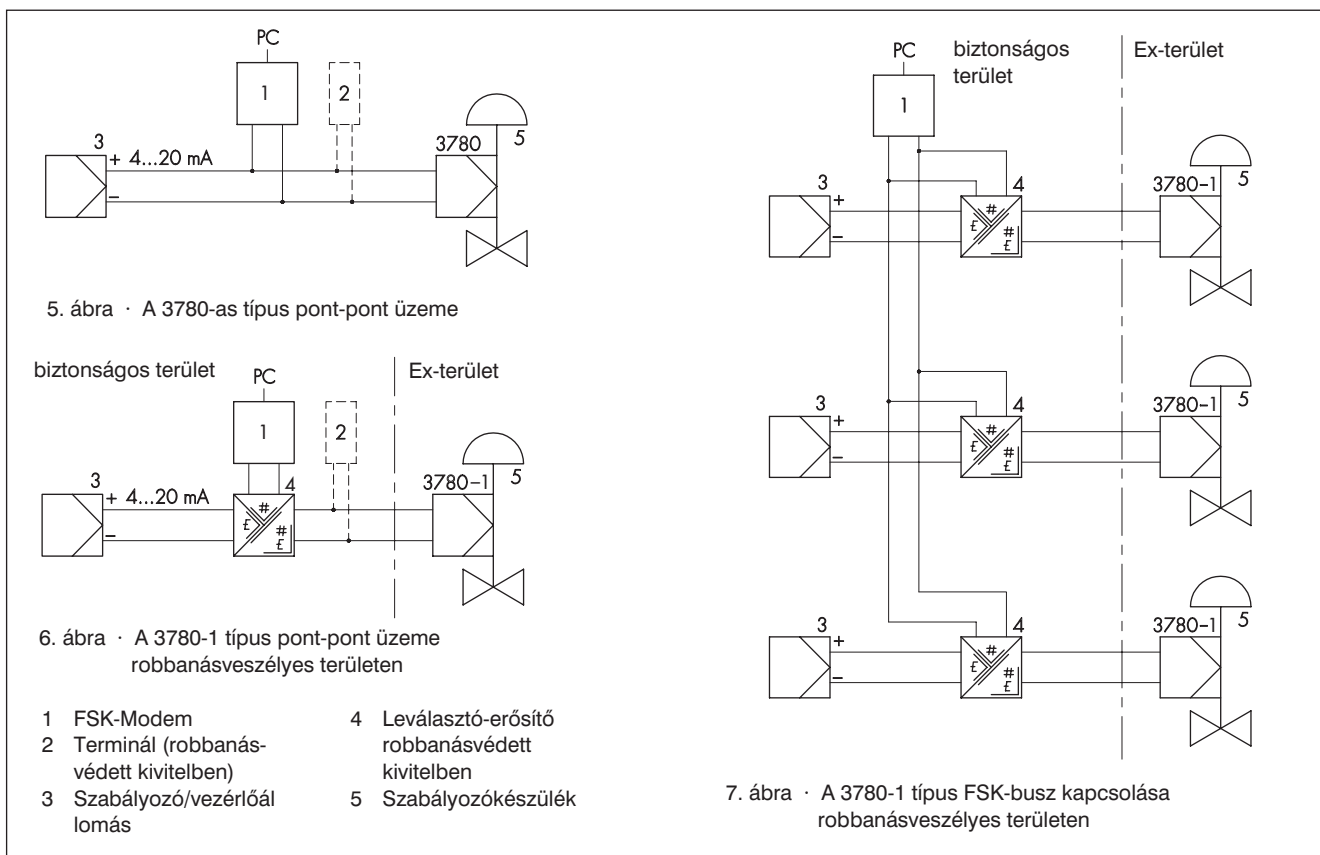 PC
1
2
3
+ 4...20 mA
–
3780
5
5. ábra · A 3780-as típus pont-pont üzeme
biztonságos terület
Ex-terület
PC
1
2
3
+ 4...20 mA
–
4
#
E
#
E
3780-1
5
6. ábra · A 3780-1 típus pont-pont üzeme
robbanásveszélyes területen
1 FSK-Modem
2 Terminál (robbanás-
védett kivitelben)
3 Szabályozó/vezérlőál
lomás
4 Leválasztó-erősítő
robbanásvédett
kivitelben
5 Szabályozókészülék
PC
1
biztonságos
terület
Ex-terület
3
+
–
4
#
E
#
E
3780-1
5
3
+
–
4
#
E
#
E
3780-1
5
3
+
–
4
#
E
#
E
3780-1
5
7. ábra · A 3780-1 típus FSK-busz kapcsolása
robbanásveszélyes területen